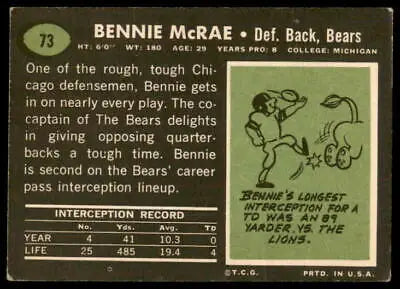 73
BENNIE McRAE • Def. Back, Bears
HT: 6'0" WT: 180 AGE: 29 YEARS PRO: 8 COLLEGE: MICHIGAN
One of the rough, tough Chi-
cago defensemen, Bennie gets
in on nearly every play. The co-
captain of The Bears delights
in giving opposing quarter-
backs a tough time. Bennie
is second on the Bears' career
pass interception lineup.
INTERCEPTION RECORD
No. Yds. Avg. Td
YEAR 4 41 10.3 0
LIFE 25 485 19.4 4
BENNIE'S LONGEST
INTERCEPTION FOR A
TD WAS AN 89
YARDER, VS. THE
LIONS.
©T.C.G. PRTD. IN U.S.A.